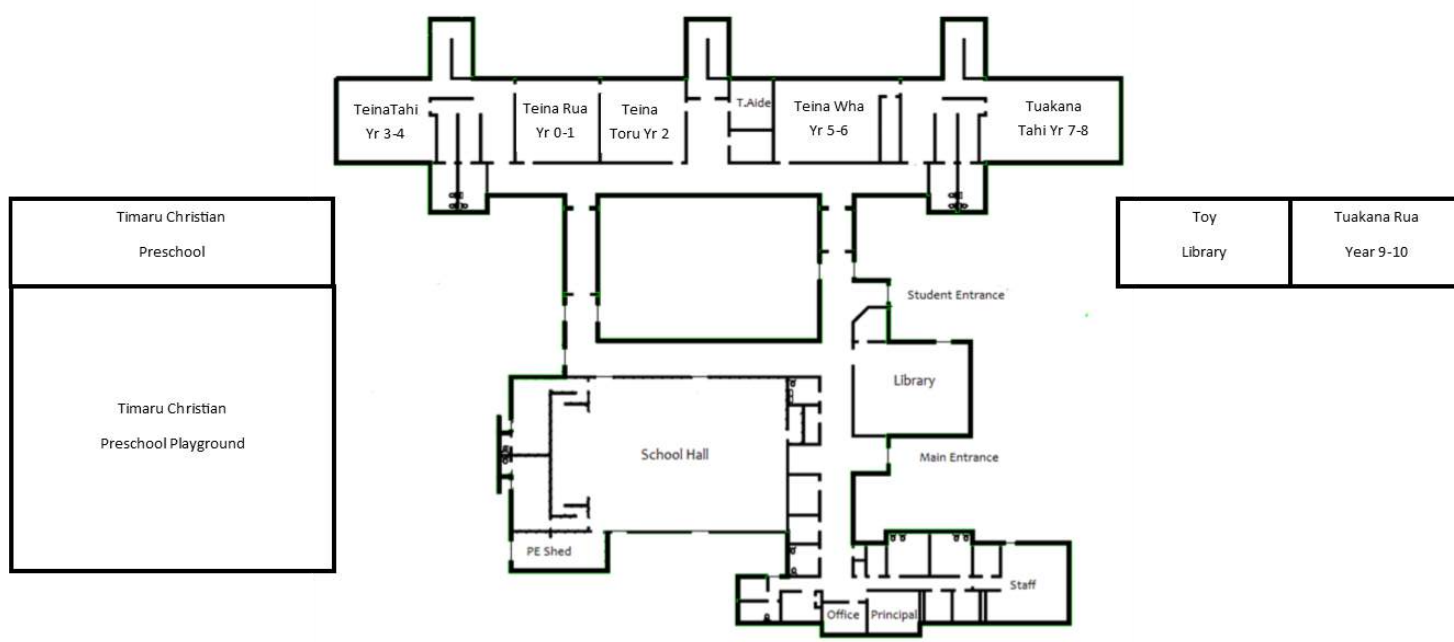 TeinaTahi
Yr 3-4
Teina Rua
Yr 0-1
Teina
Toru Yr 2
T.Aide
Teina Wha
Yr 5-6
Tuakana
Tahi Yr 7-8
Timaru Christian
Preschool
Toy
Library
Tuakana Rua
Year 9-10
Student Entrance
Timaru Christian
Preschool Playground
Library
School Hall
Main Entrance
PE Shed
Staff
Office
Principal